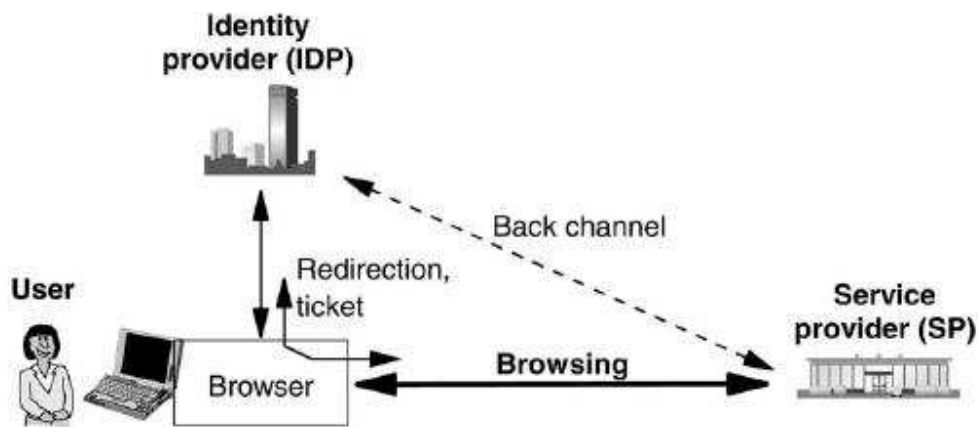 Identity
provider (IDP)
Back channel
Redirection,
ticket
User
Service
provider (SP)
Browsing
Browser